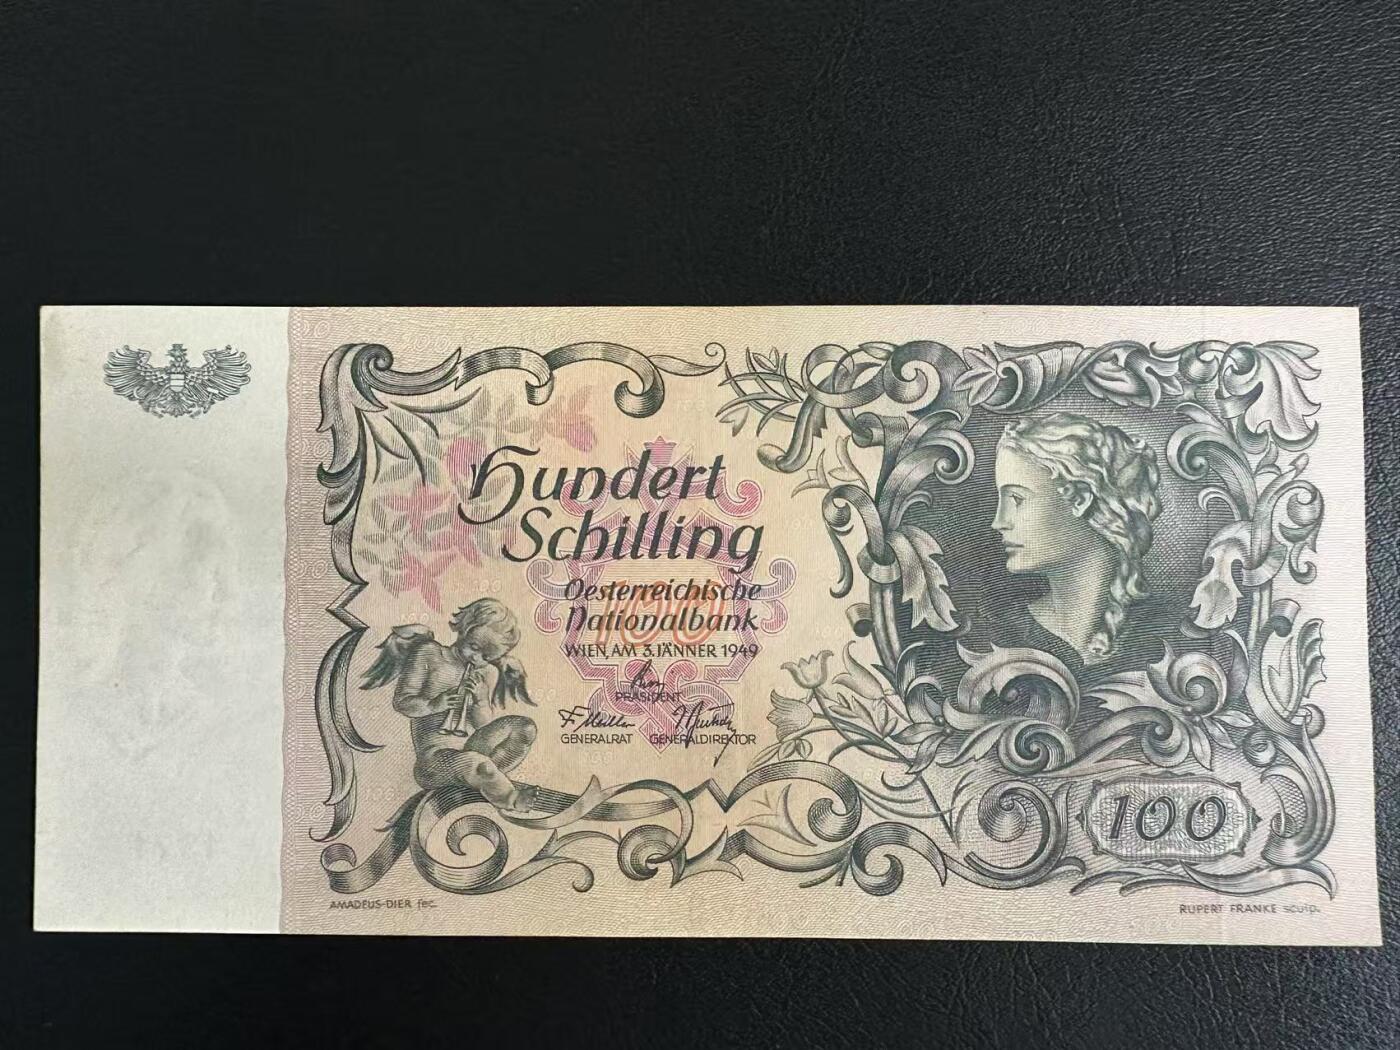 Hundert
Schilling
Oesterreichische
Nationalbank
100
WIEN, AM 3. JÄNNER 1949
PRÄSIDENT
GENERALRAT GENERALDIREKTOR
100
AMADEUS-DIER fec.
RUPERT FRANKE sculp.